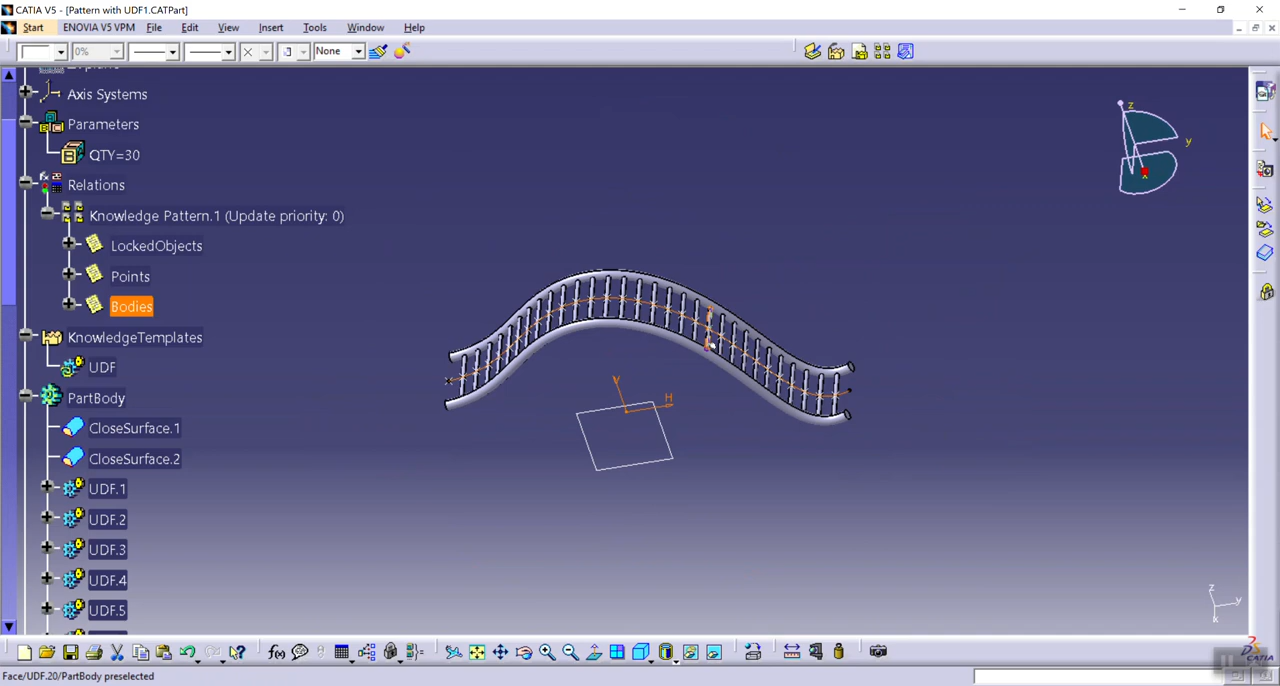 CATIA V5 - [Pattern with UDF1.CATPart]
Start ENOVIA V5 VPM File Edit View Insert Tools Window Help
0% None
Axis Systems
Parameters
QTY=30
Relations
Knowledge Pattern.1 (Update priority: 0)
LockedObjects
Points
Bodies
KnowledgeTemplates
UDF
PartBody
CloseSurface.1
CloseSurface.2
UDF.1
UDF.2
UDF.3
UDF.4
UDF.5
z
y
V
H
z
y
x
f(x)
CATIA
Face/UDF.20/PartBody preselected